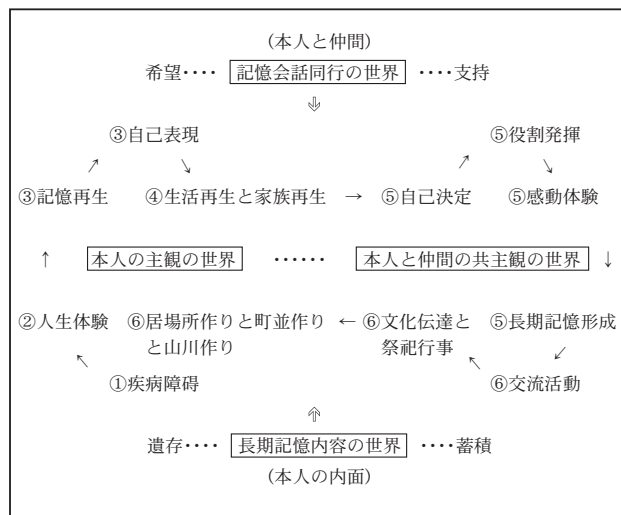 (本人と仲間)
希望････ 記憶会話同行の世界 ････支持
⇓
③自己表現 ⑤役割発揮
↗ ↘ ↗ ↘
③記憶再生 ④生活再生と家族再生 → ⑤自己決定 ⑤感動体験
↑ 本人の主観の世界 ‥‥‥ 本人と仲間の共主観の世界 ↓
②人生体験 ⑥居場所作りと町並作り ← ⑥文化伝達と ⑤長期記憶形成
と山川作り 祭祀行事
↖ ↖ ↙
①疾病障碍 ⑥交流活動
⇑
遺存････ 長期記憶内容の世界 ････蓄積
(本人の内面)